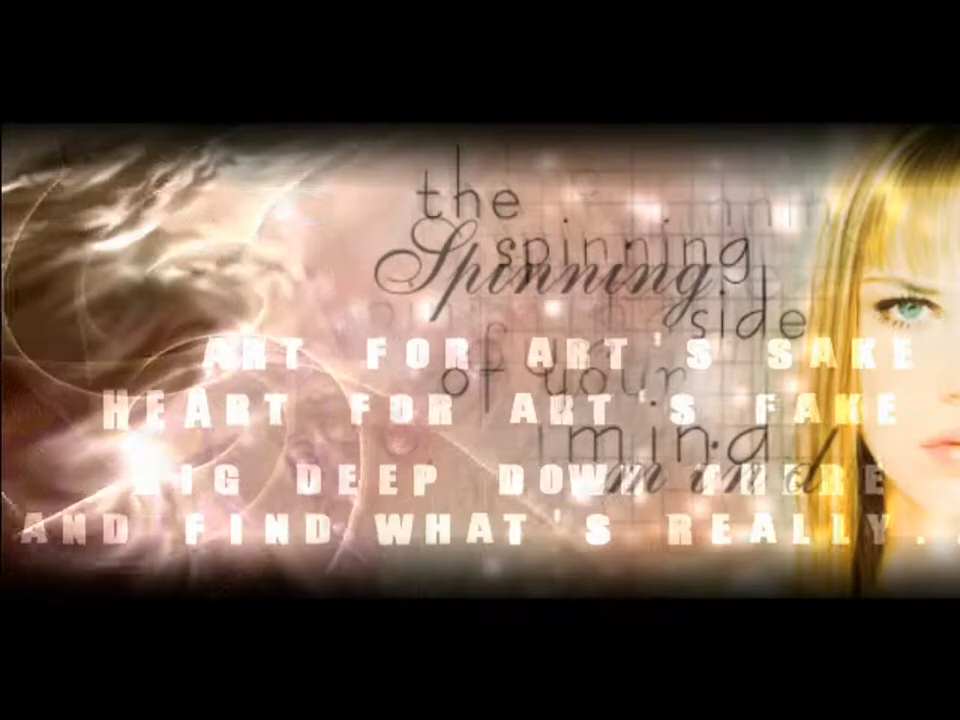 the
spinning
Spinning
side
of your
mind
mind
ART FOR ART'S SAKE
HEART FOR ART'S FAKE
DIG DEEP DOWN THERE
AND FIND WHAT'S REALLY..